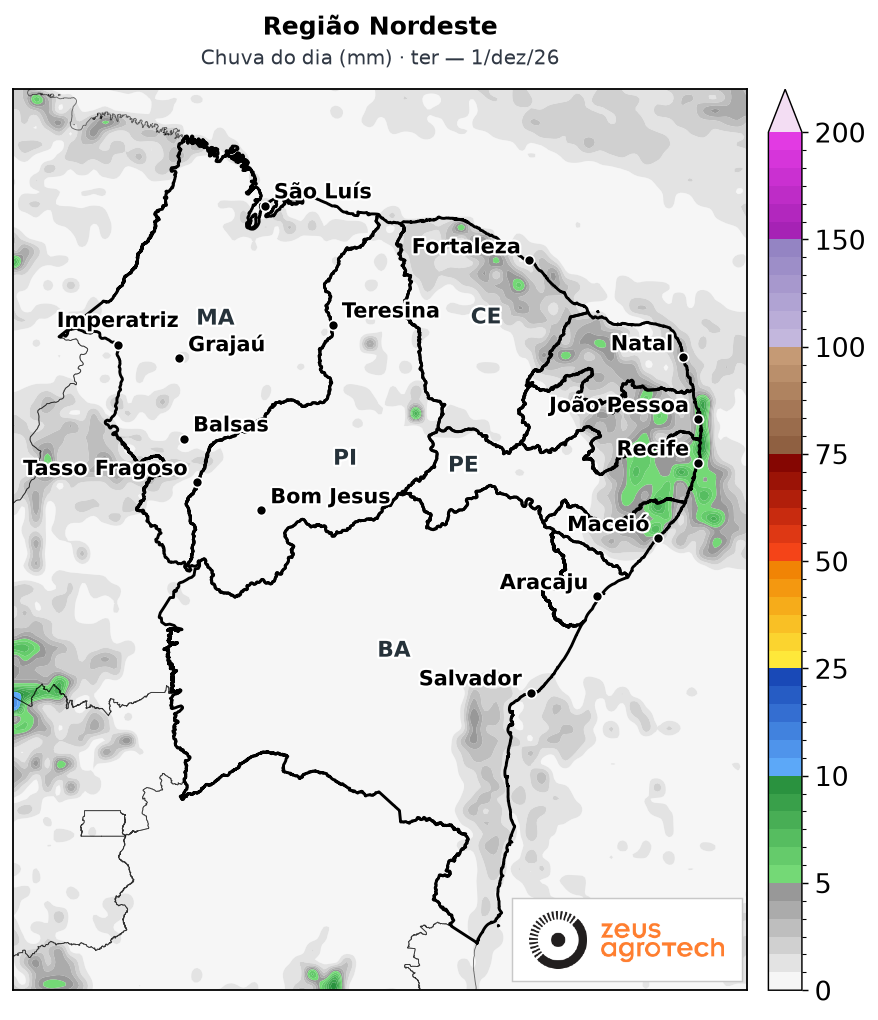 Região Nordeste
Chuva do dia (mm) · ter — 1/dez/26
São Luís
Fortaleza
Teresina
Imperatriz
MA
CE
Grajaú
Natal
João Pessoa
Balsas
Recife
PI
PE
Tasso Fragoso
Bom Jesus
Maceió
Aracaju
BA
Salvador
zeus
agrotech
200
150
100
75
50
25
10
5
0